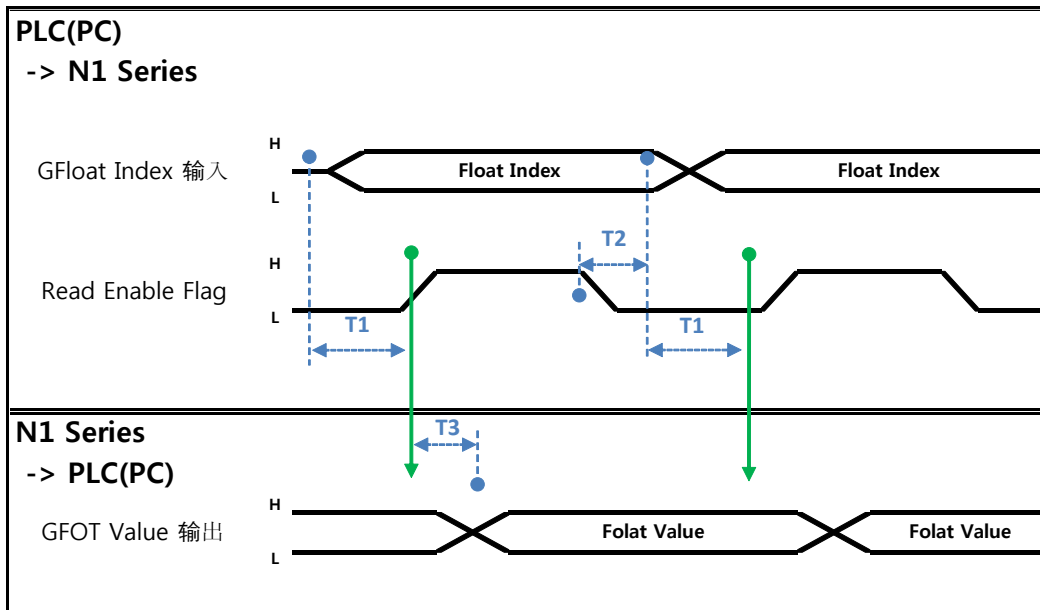 PLC(PC)
-> N1 Series
H
GFloat Index 输入
Float Index
Float Index
L
T2
H
Read Enable Flag
L
T1
T1
N1 Series
T3
-> PLC(PC)
H
GFOT Value 输出
Folat Value
Folat Value
L